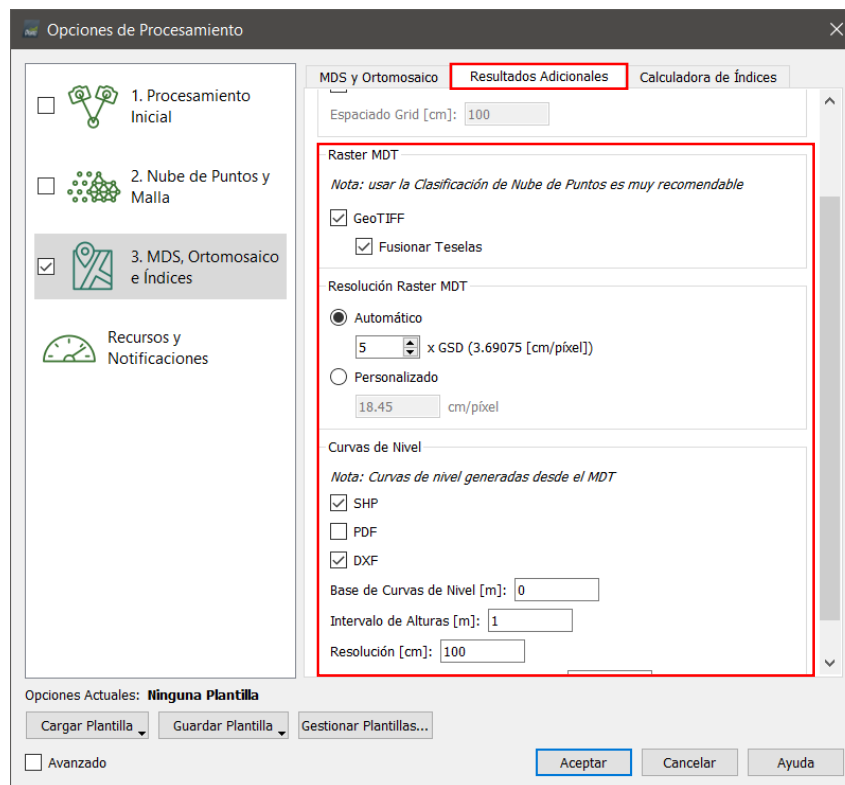 Opciones de Procesamiento
1. Procesamiento
Inicial
2. Nube de Puntos y
Malla
3. MDS, Ortomosaico
e Índices
Recursos y
Notificaciones
MDS y Ortomosaico
Resultados Adicionales
Calculadora de Índices
Espaciado Grid [cm]: 100
Raster MDT
Nota: usar la Clasificación de Nube de Puntos es muy recomendable
GeoTIFF
Fusionar Teselas
Resolución Raster MDT
Automático
5 x GSD (3.69075 [cm/píxel])
Personalizado
18.45 cm/píxel
Curvas de Nivel
Nota: Curvas de nivel generadas desde el MDT
SHP
PDF
DXF
Base de Curvas de Nivel [m]: 0
Intervalo de Alturas [m]: 1
Resolución [cm]: 100
Opciones Actuales: Ninguna Plantilla
Cargar Plantilla
Guardar Plantilla
Gestionar Plantillas...
Avanzado
Aceptar
Cancelar
Ayuda